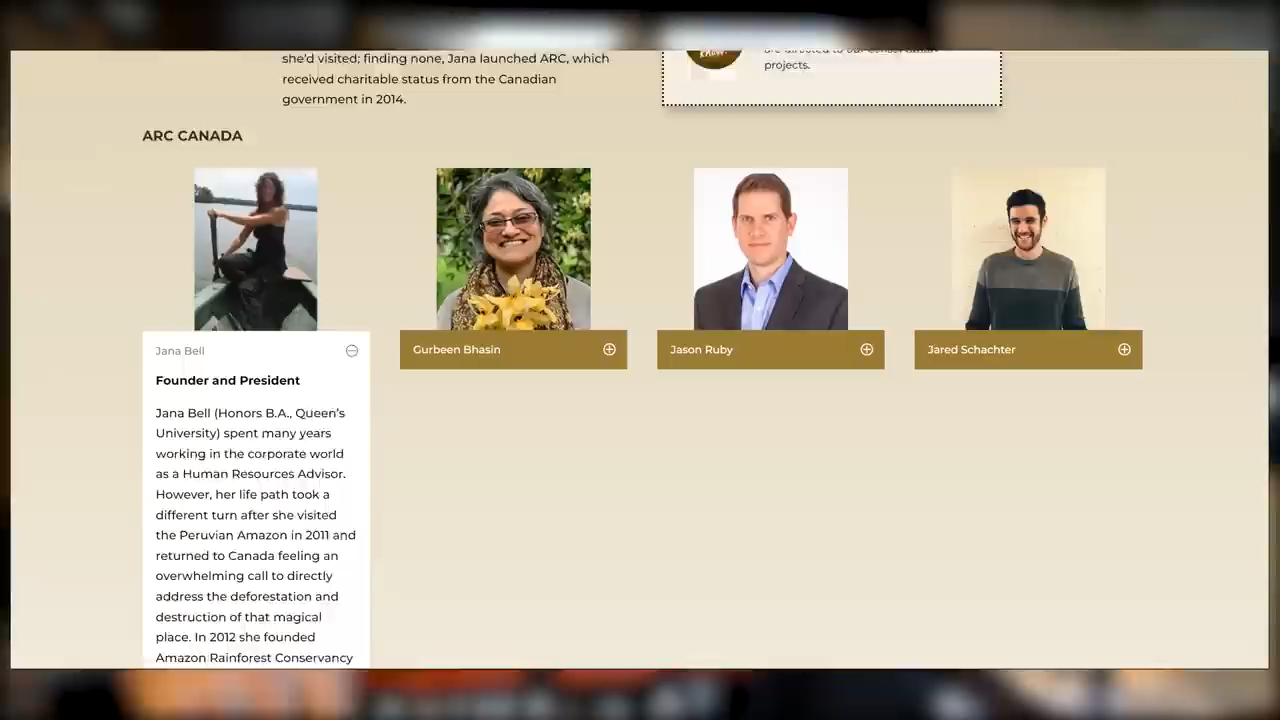 she'd visited; finding none, Jana launched ARC, which
received charitable status from the Canadian
government in 2014.
projects.
ARC CANADA
Jana Bell
Gurbeen Bhasin
Jason Ruby
Jared Schachter
Founder and President
Jana Bell (Honors B.A., Queen's
University) spent many years
working in the corporate world
as a Human Resources Advisor.
However, her life path took a
different turn after she visited
the Peruvian Amazon in 2011 and
returned to Canada feeling an
overwhelming call to directly
address the deforestation and
destruction of that magical
place. In 2012 she founded
Amazon Rainforest Conservancy